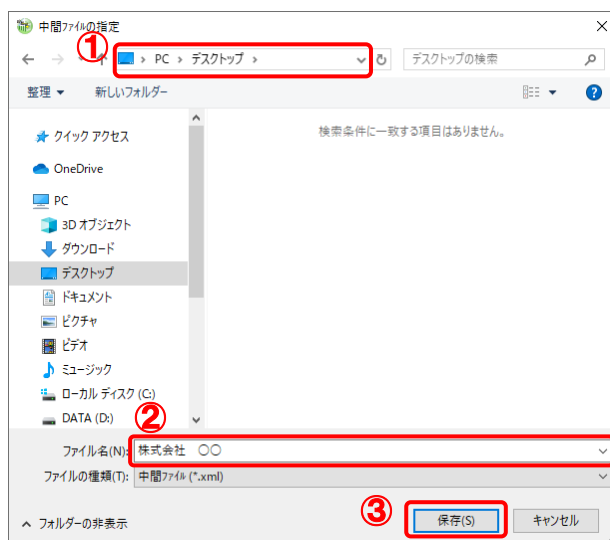 中間ﾌｧｲﾙの指定
①
PC › デスクトップ ›
デスクトップの検索
整理
新しいフォルダー
検索条件に一致する項目はありません。
クイック アクセス
OneDrive
PC
3D オブジェクト
ダウンロード
デスクトップ
ドキュメント
ピクチャ
ビデオ
ミュージック
ローカル ディスク (C:)
DATA (D:)
②
ファイル名(N): 株式会社　○○
ファイルの種類(T): 中間ﾌｧｲﾙ (*.xml)
③
フォルダーの非表示
保存(S)
キャンセル